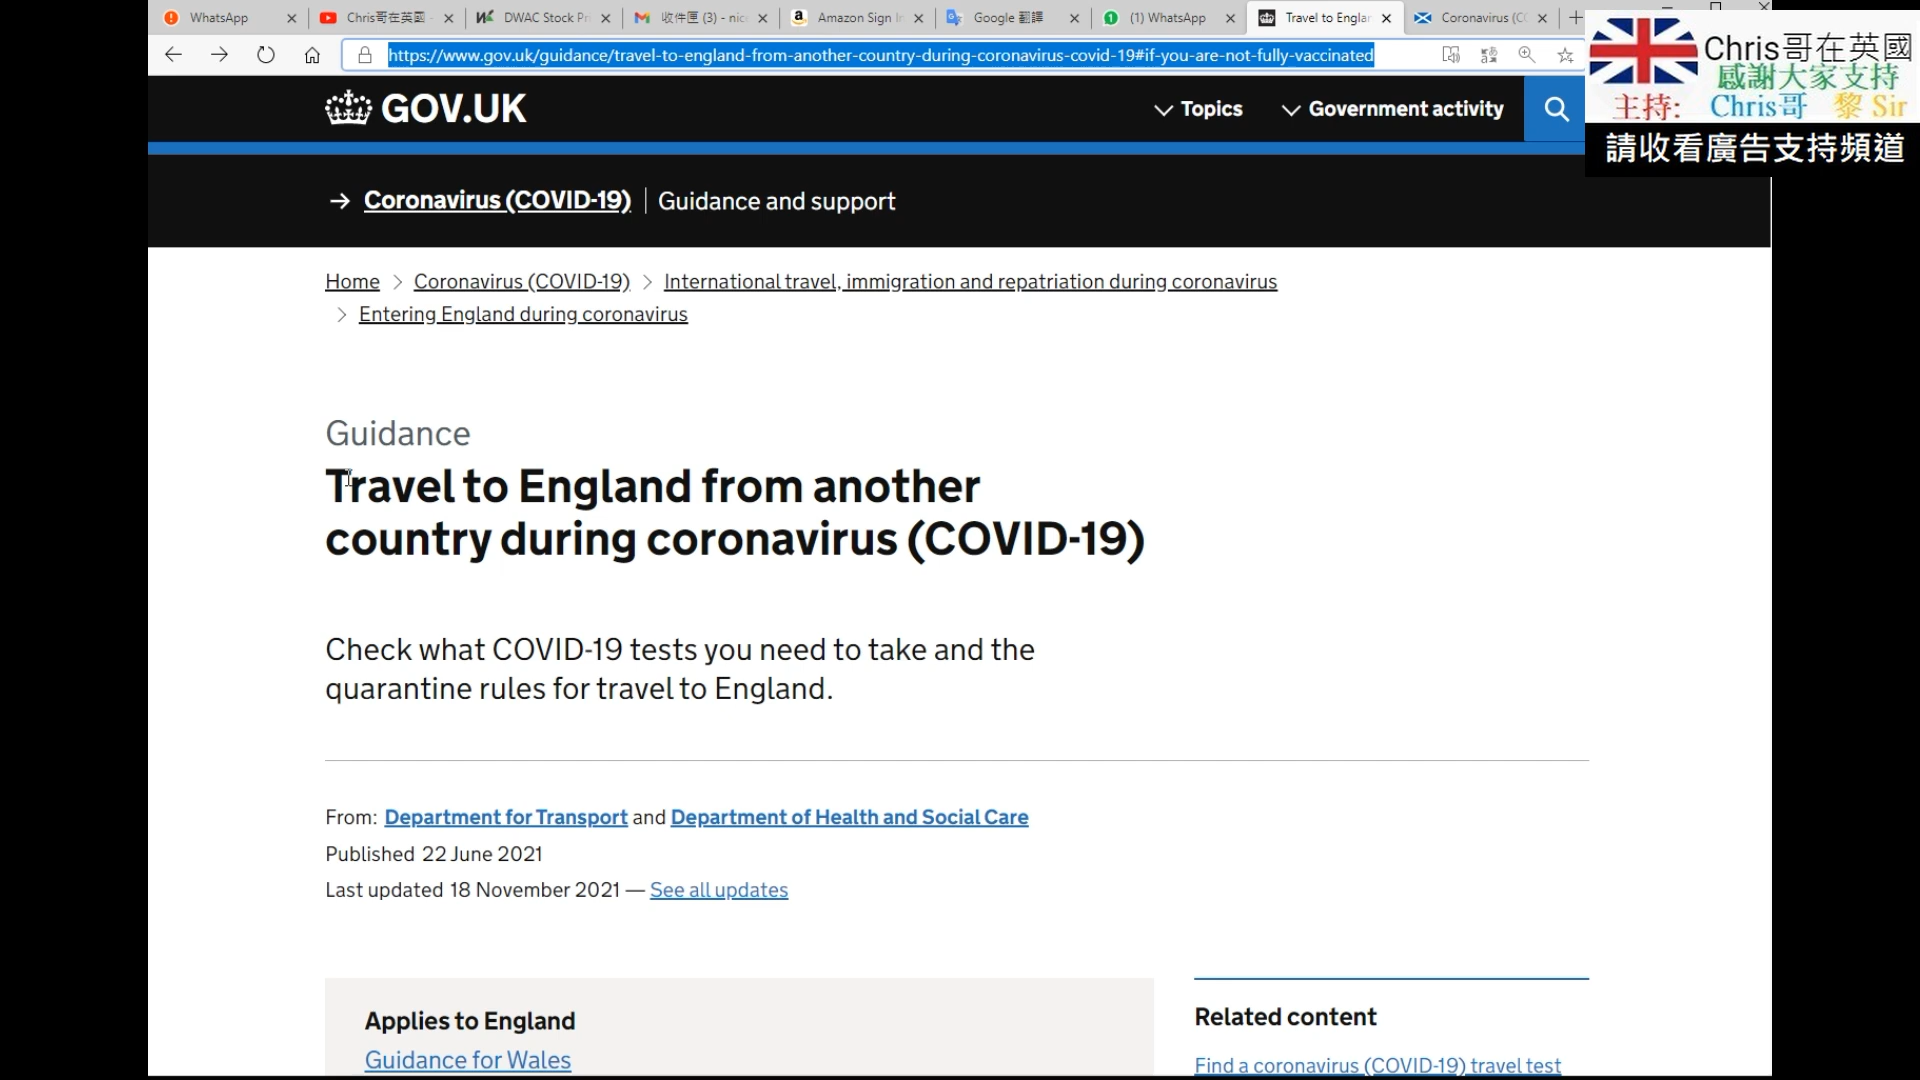 WhatsApp
Chris哥在英國
DWAC Stock Pr
收件匣 (3) - nic
Amazon Sign In
Google 翻譯
(1) WhatsApp
Travel to Englan
Coronavirus (CO
https://www.gov.uk/guidance/travel-to-england-from-another-country-during-coronavirus-covid-19#if-you-are-not-fully-vaccinated
Chris哥在英國
感謝大家支持
主持: Chris哥 黎 Sir
請收看廣告支持頻道
GOV.UK
Topics
Government activity
Coronavirus (COVID-19)
Guidance and support
Home > Coronavirus (COVID-19) > International travel, immigration and repatriation during coronavirus
> Entering England during coronavirus
Guidance
Travel to England from another
country during coronavirus (COVID-19)
Check what COVID-19 tests you need to take and the
quarantine rules for travel to England.
From: Department for Transport and Department of Health and Social Care
Published 22 June 2021
Last updated 18 November 2021 — See all updates
Applies to England
Guidance for Wales
Related content
Find a coronavirus (COVID-19) travel test